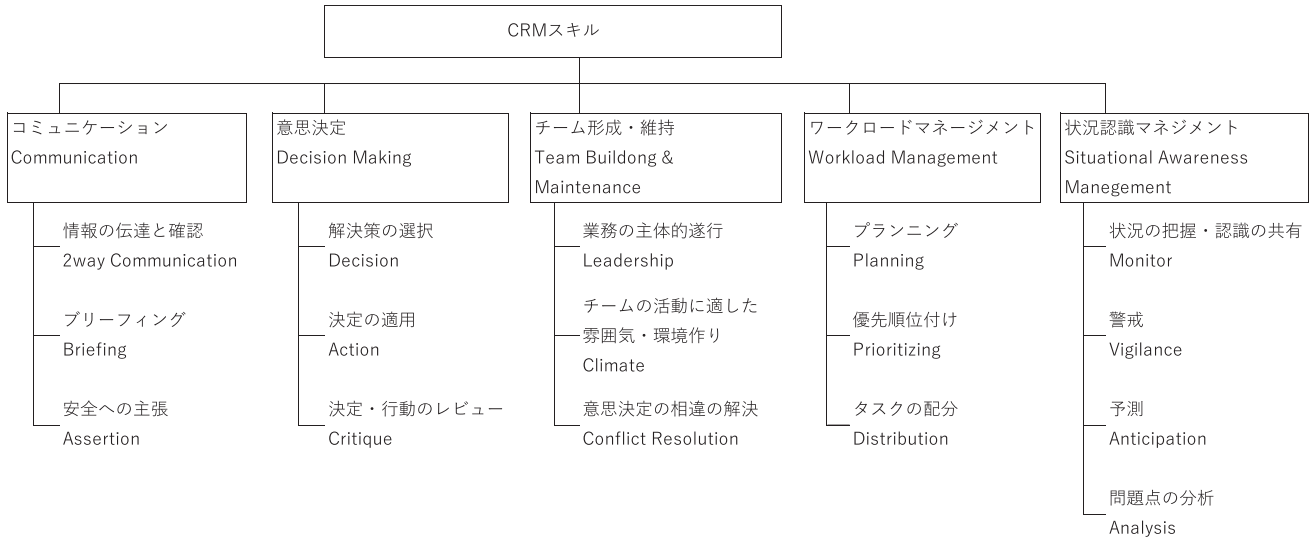 CRMスキル
コミュニケーション
Communication
情報の伝達と確認
2way Communication
ブリーフィング
Briefing
安全への主張
Assertion
意思決定
Decision Making
解決策の選択
Decision
決定の適用
Action
決定・行動のレビュー
Critique
チーム形成・維持
Team Buildong &
Maintenance
業務の主体的遂行
Leadership
チームの活動に適した
雰囲気・環境作り
Climate
意思決定の相違の解決
Conflict Resolution
ワークロードマネージメント
Workload Management
プランニング
Planning
優先順位付け
Prioritizing
タスクの配分
Distribution
状況認識マネジメント
Situational Awareness
Manegement
状況の把握・認識の共有
Monitor
警戒
Vigilance
予測
Anticipation
問題点の分析
Analysis